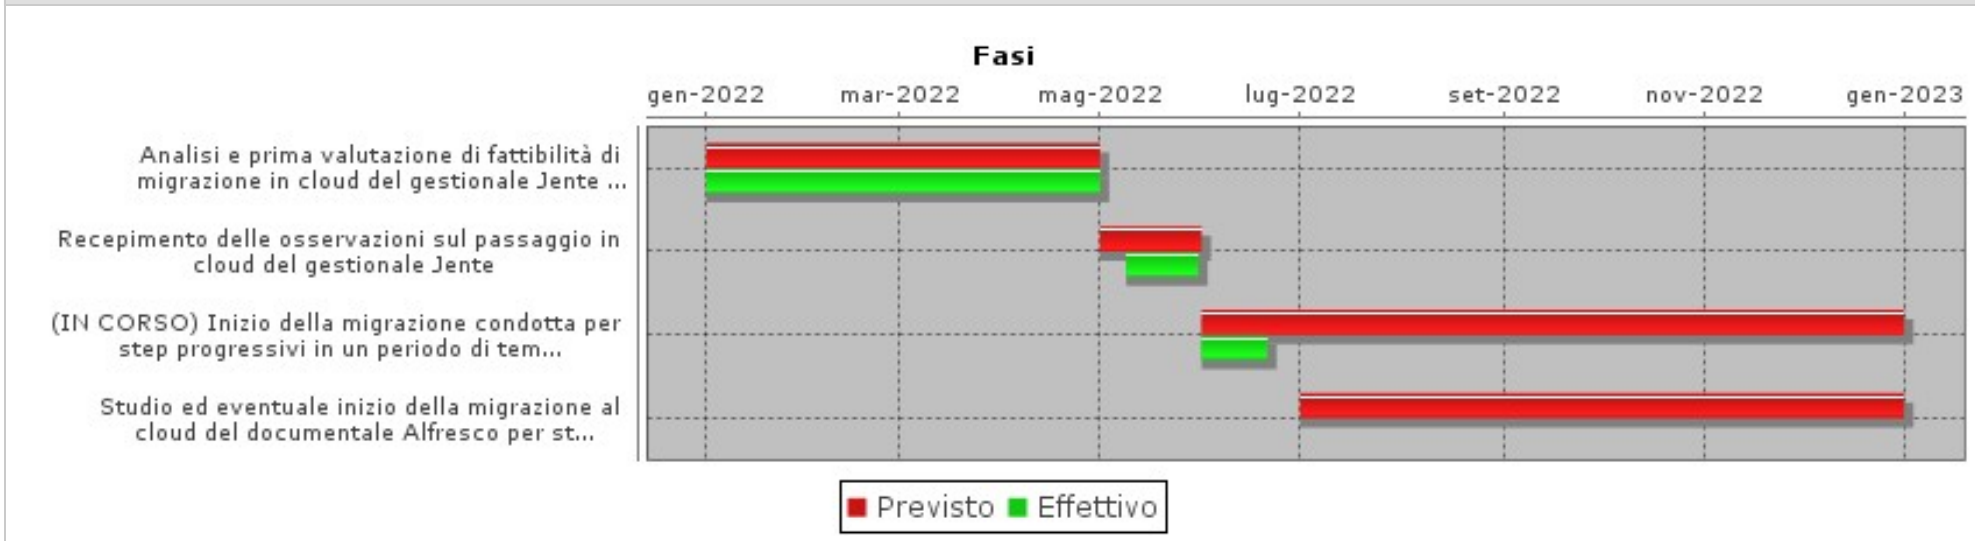 Fasi
gen-2022 mar-2022 mag-2022 lug-2022 set-2022 nov-2022 gen-2023
Analisi e prima valutazione di fattibilità di
migrazione in cloud del gestionale Jente ...
Recepimento delle osservazioni sul passaggio in
cloud del gestionale Jente
(IN CORSO) Inizio della migrazione condotta per
step progressivi in un periodo di tem...
Studio ed eventuale inizio della migrazione al
cloud del documentale Alfresco per st...
Previsto Effettivo